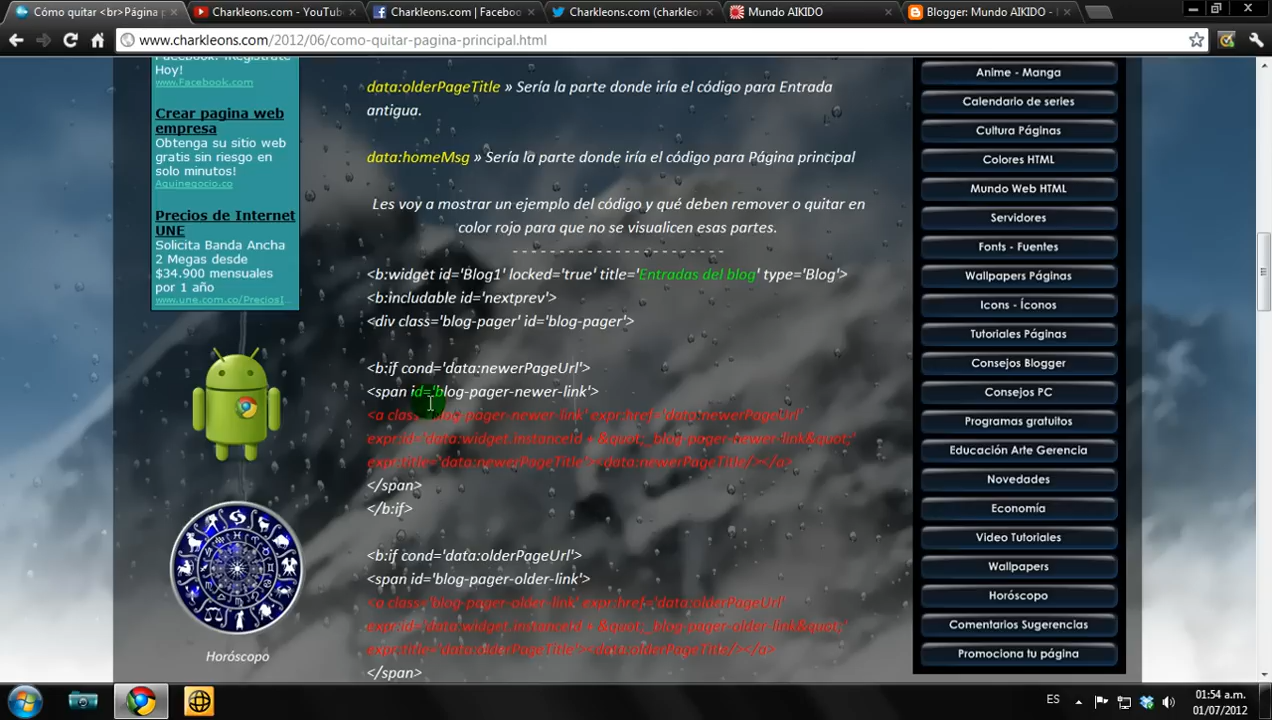 Cómo quitar <br>Página p
Charkleons.com - YouTub
Charkleons.com | Faceboo
Charkleons.com (charkleo
Mundo AIKIDO
Blogger: Mundo AIKIDO -
www.charkleons.com/2012/06/como-quitar-pagina-principal.html
Hoy!
www.Facebook.com
Crear pagina web
empresa
Obtenga su sitio web
gratis sin riesgo en
solo minutos!
Aquinegocio.co
Precios de Internet
UNE
Solicita Banda Ancha
2 Megas desde
$34.900 mensuales
por 1 año
www.une.com.co/PreciosI...
Horóscopo
data:olderPageTitle » Sería la parte donde iría el código para Entrada
antigua.
data:homeMsg » Sería la parte donde iría el código para Página principal
Les voy a mostrar un ejemplo del código y qué deben remover o quitar en
color rojo para que no se visualicen esas partes.
- - - - - - - - - - - - - - - - - - - - - - - - - - -
<b:widget id='Blog1' locked='true' title='Entradas del blog' type='Blog'>
<b:includable id='nextprev'>
<div class='blog-pager' id='blog-pager'>
<b:if cond='data:newerPageUrl'>
<span id='blog-pager-newer-link'>
<a class='blog-pager-newer-link' expr:href='data:newerPageUrl'
expr:id='data:widget.instanceId + &quot;_blog-pager-newer-link&quot;'
expr:title='data:newerPageTitle'><data:newerPageTitle/></a>
</span>
</b:if>
<b:if cond='data:olderPageUrl'>
<span id='blog-pager-older-link'>
<a class='blog-pager-older-link' expr:href='data:olderPageUrl'
expr:id='data:widget.instanceId + &quot;_blog-pager-older-link&quot;'
expr:title='data:olderPageTitle'><data:olderPageTitle/></a>
</span>
Anime - Manga
Calendario de series
Cultura Páginas
Colores HTML
Mundo Web HTML
Servidores
Fonts - Fuentes
Wallpapers Páginas
Icons - Íconos
Tutoriales Páginas
Consejos Blogger
Consejos PC
Programas gratuitos
Educación Arte Gerencia
Novedades
Economía
Video Tutoriales
Wallpapers
Horóscopo
Comentarios Sugerencias
Promociona tu página
ES
01:54 a.m.
01/07/2012